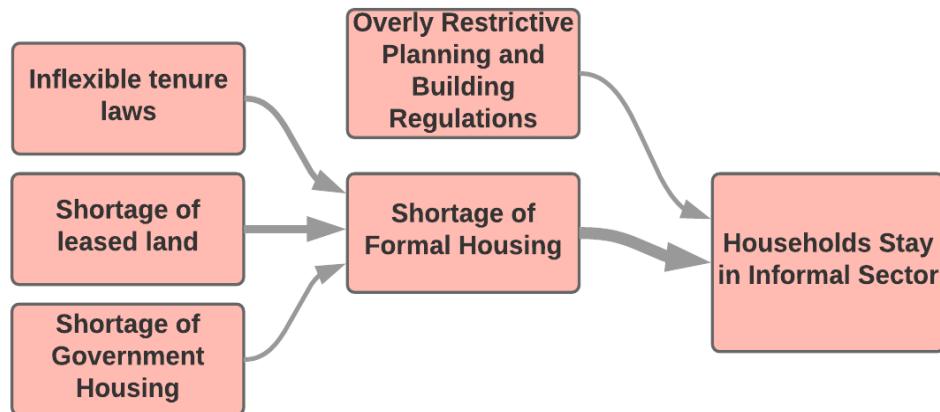 Inflexible tenure
laws
Shortage of
leased land
Shortage of
Government
Housing
Overly Restrictive
Planning and
Building
Regulations
Shortage of
Formal Housing
Households Stay
in Informal Sector